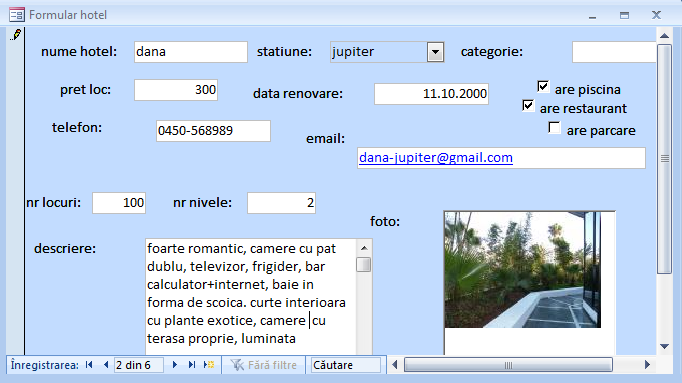 Formular hotel
nume hotel: dana statiune: jupiter categorie:
pret loc: 300 data renovare: 11.10.2000 are piscina
are restaurant
telefon: 0450-568989 email: are parcare
dana-jupiter@gmail.com
nr locuri: 100 nr nivele: 2
foto:
descriere: foarte romantic, camere cu pat
dublu, televizor, frigider, bar
calculator+internet, baie in
forma de scoica. curte interioara
cu plante exotice, camere cu
terasa proprie, luminata
Înregistrarea: 2 din 6 Fără filtre Căutare